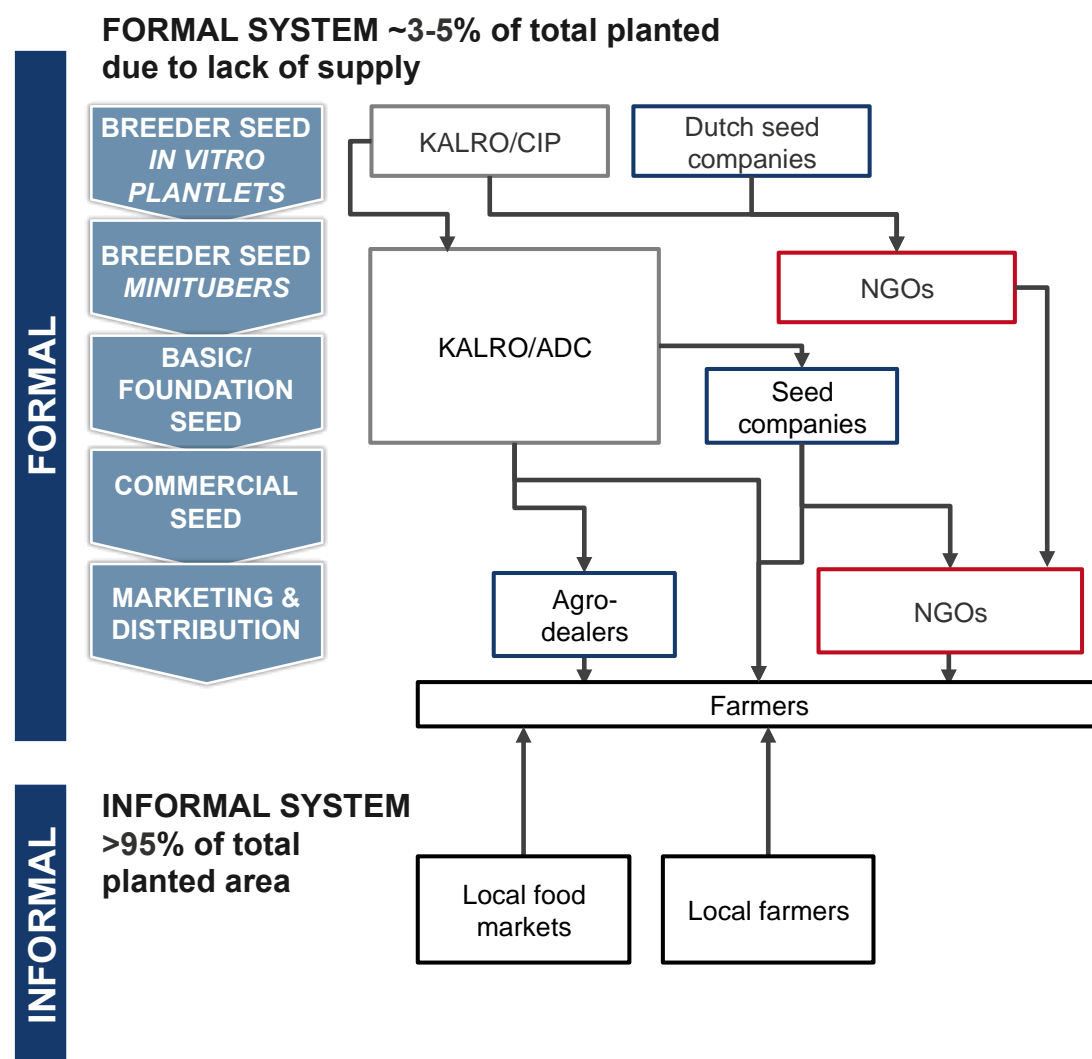 FORMAL SYSTEM ~3-5% of total planted
due to lack of supply
FORMAL
BREEDER SEED
IN VITRO
PLANTLETS
KALRO/CIP
Dutch seed
companies
BREEDER SEED
MINITUBERS
NGOs
KALRO/ADC
BASIC/
FOUNDATION
SEED
Seed
companies
COMMERCIAL
SEED
MARKETING &
DISTRIBUTION
Agro-
dealers
NGOs
Farmers
INFORMAL
INFORMAL SYSTEM
>95% of total
planted area
Local food
markets
Local farmers